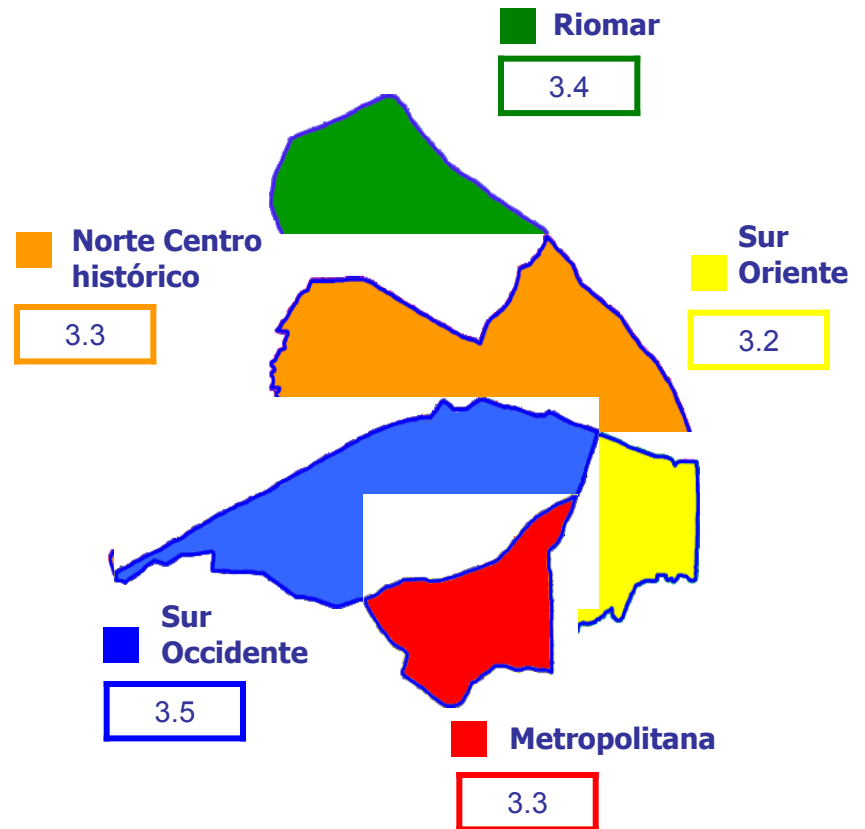 Riomar
3.4
Norte Centro
histórico
3.3
Sur
Oriente
3.2
Sur
Occidente
3.5
Metropolitana
3.3